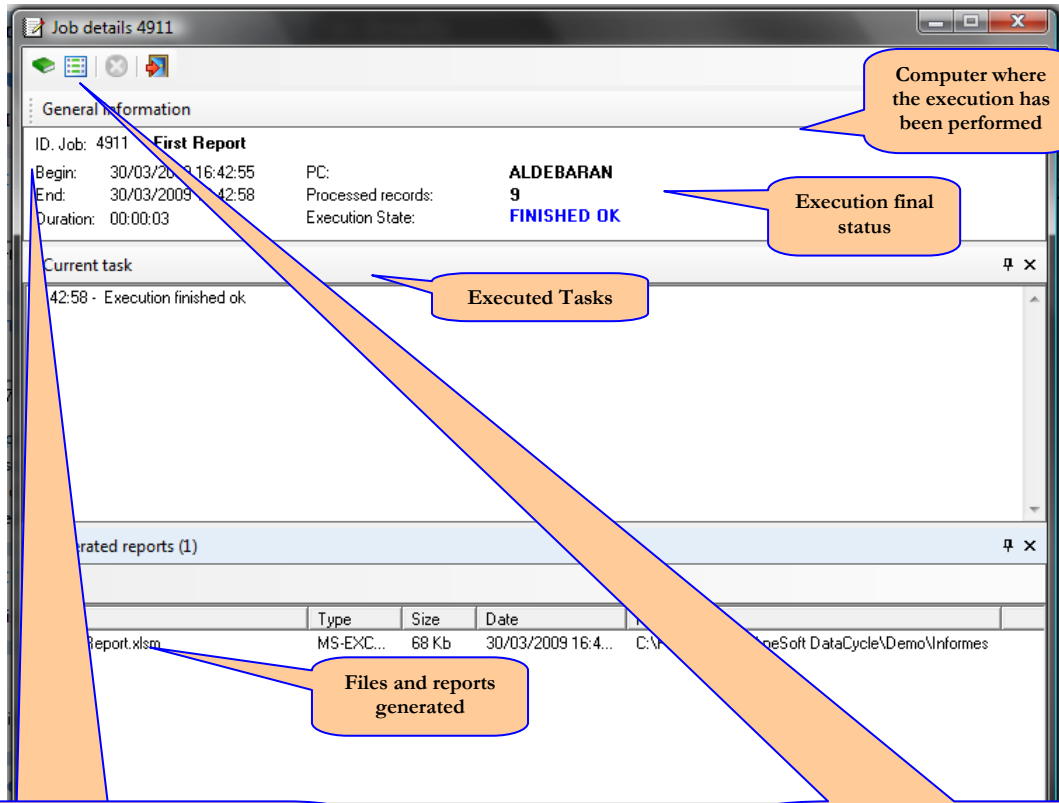 Job details 4911
Computer where
the execution has
been performed
General information
ID. Job: 4911 First Report
Begin: 30/03/2009 16:42:55 PC: ALDEBARAN
End: 30/03/2009 42:58 Processed records: 9
Duration: 00:00:03 Execution State: FINISHED OK
Execution final
status
Current task
42:58 - Execution finished ok
Executed Tasks
erated reports (1)
Type Size Date
Report.xlsm MS-EXC... 68 Kb 30/03/2009 16:4... C:\ peSoft DataCycle\Demo\Informes
Files and reports
generated